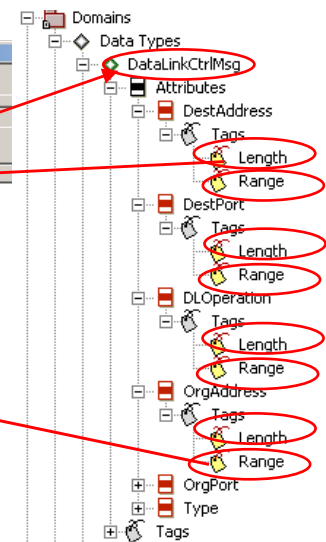 Domains
Data Types
DataLinkCtrlMsg
Attributes
DestAddress
Tags
Length
Range
DestPort
Tags
Length
Range
DLOperation
Tags
Length
Range
OrgAddress
Tags
Length
Range
OrgPort
Type
Tags